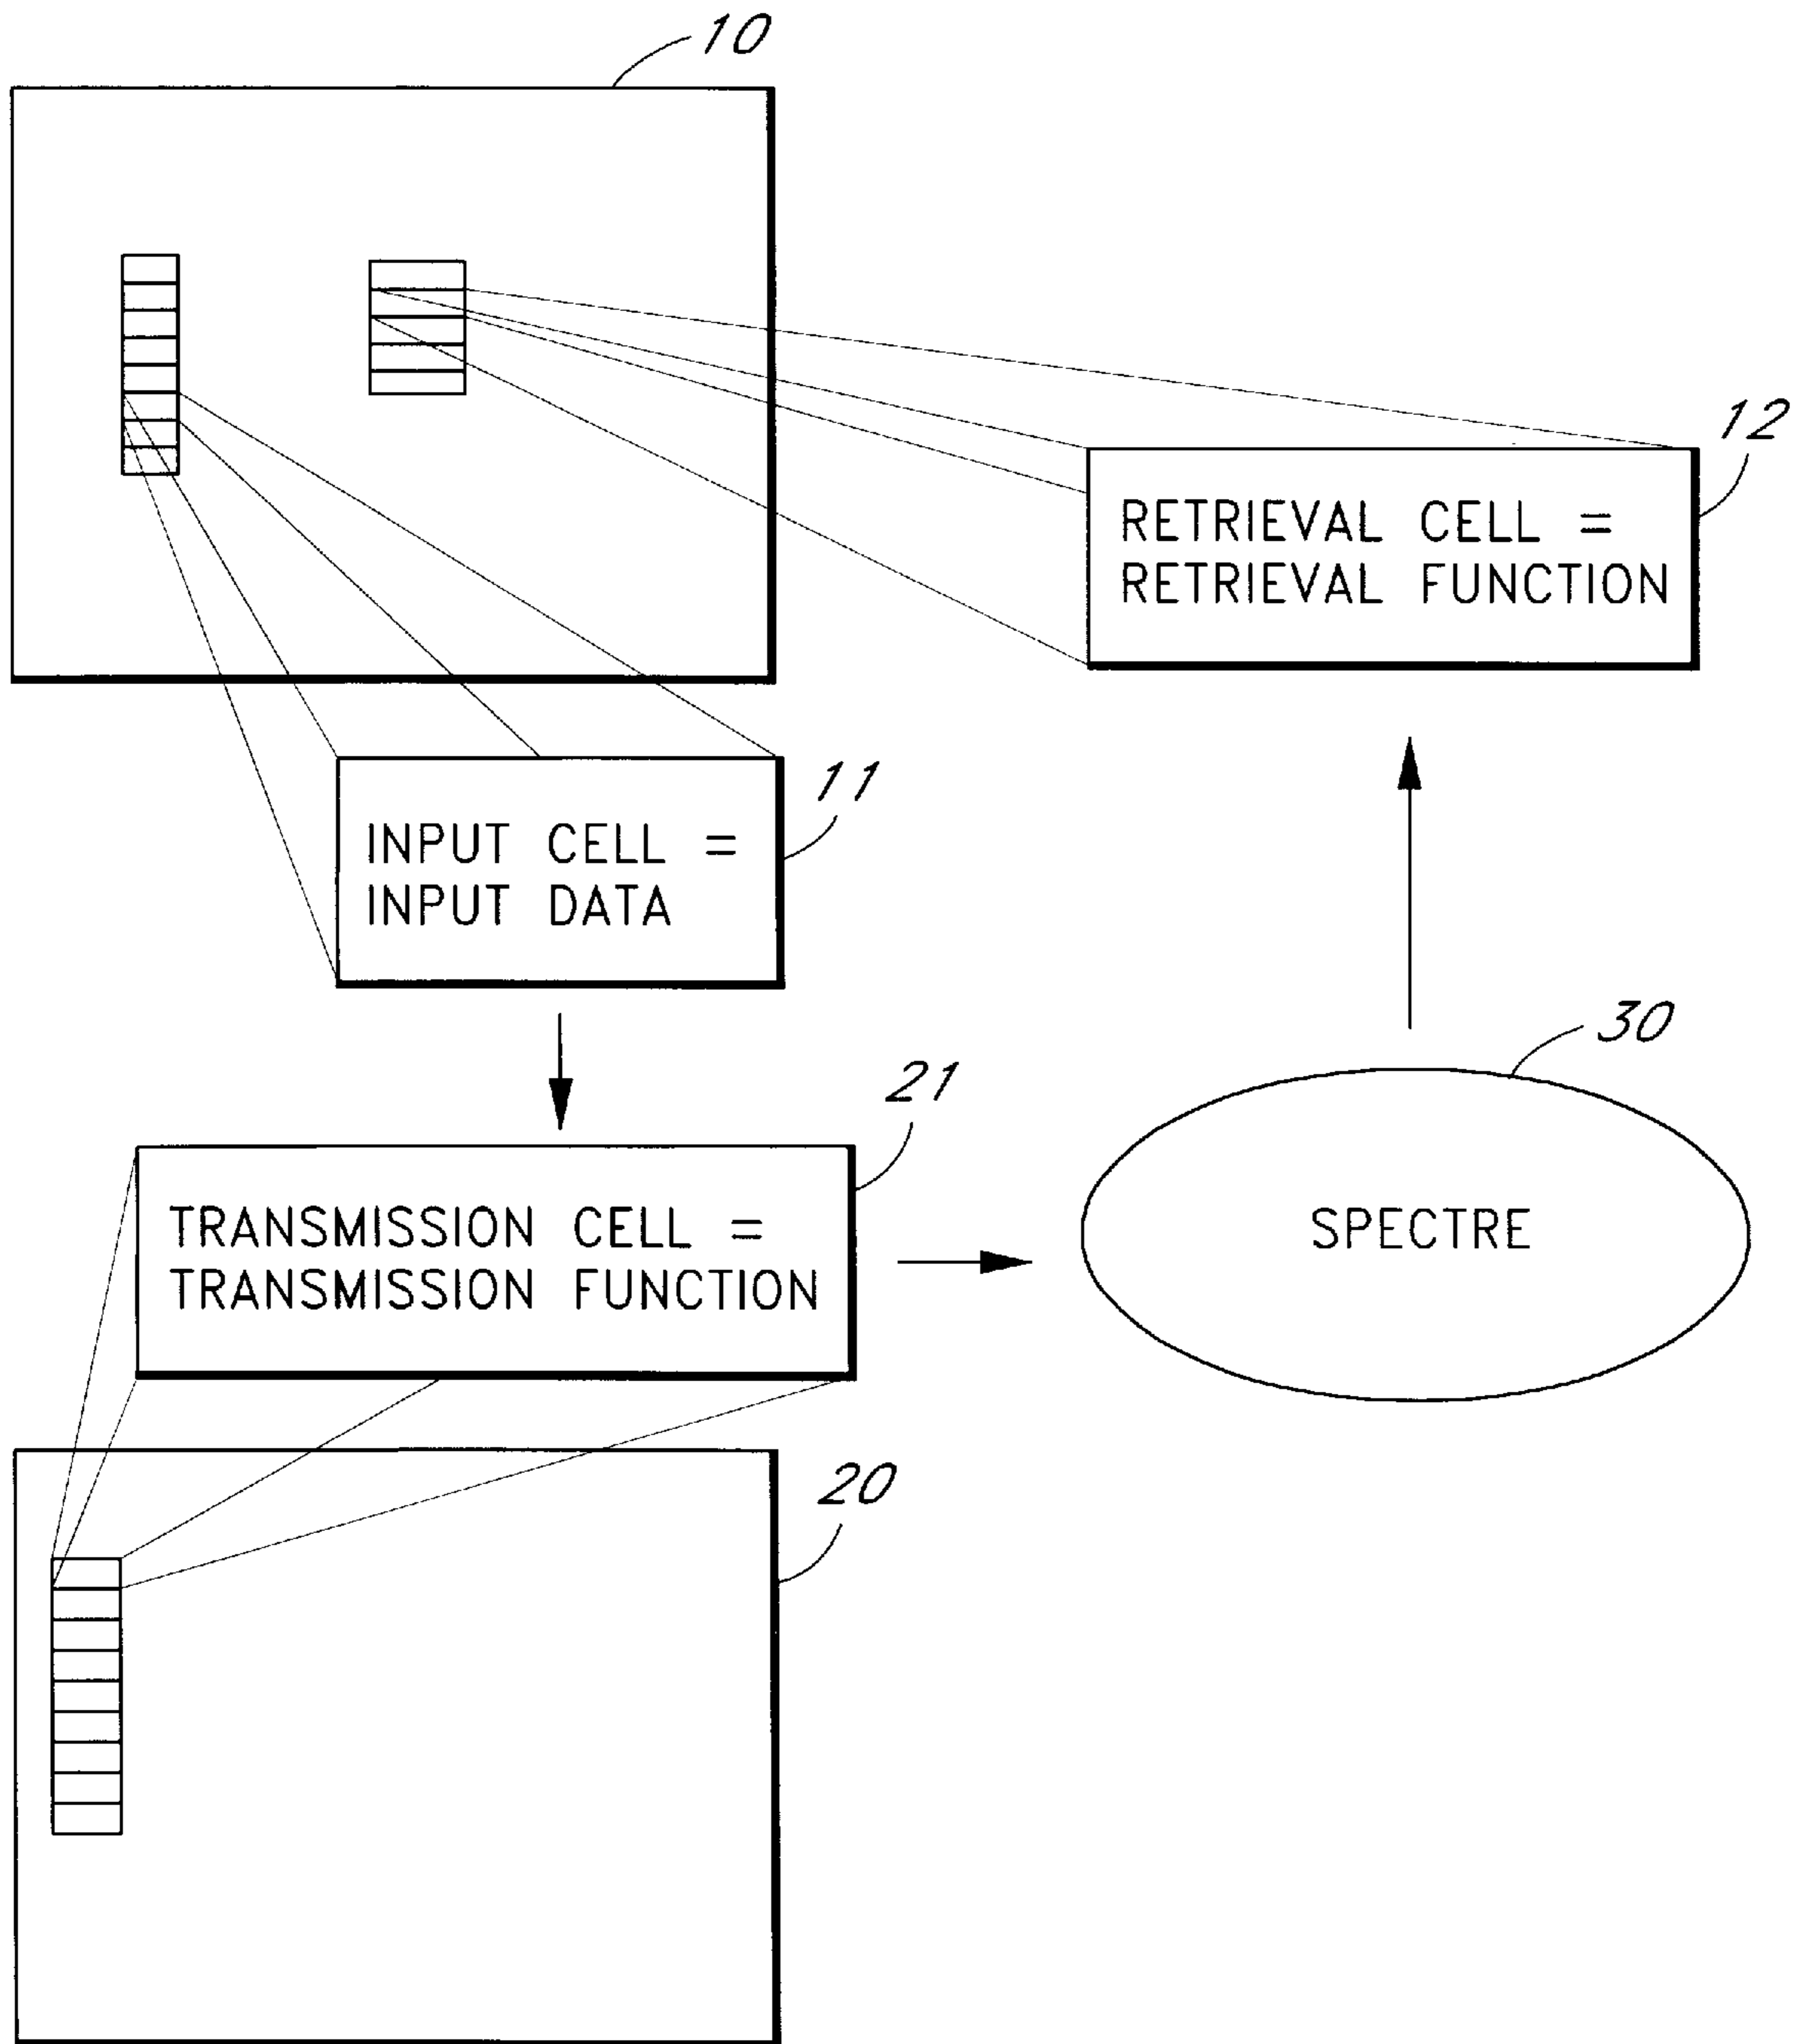 10
12
RETRIEVAL CELL =
RETRIEVAL FUNCTION
11
INPUT CELL =
INPUT DATA
30
21
TRANSMISSION CELL =
TRANSMISSION FUNCTION
SPECTRE
20